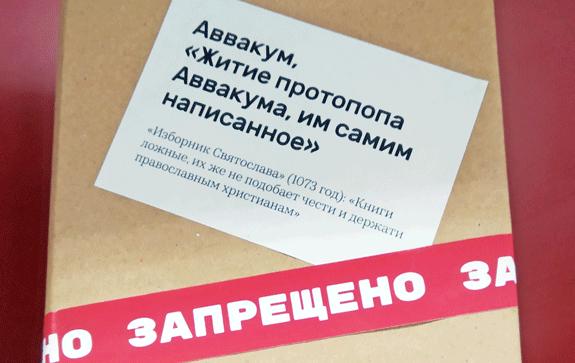 Аввакум,
«Житие протопопа
Аввакума, им самим
написанное»
«Изборник Святослава» (1073 год): «Книги
ложные, их же не подобает чести и держати
православным христианам»
НО ЗАПРЕЩЕНО ЗА